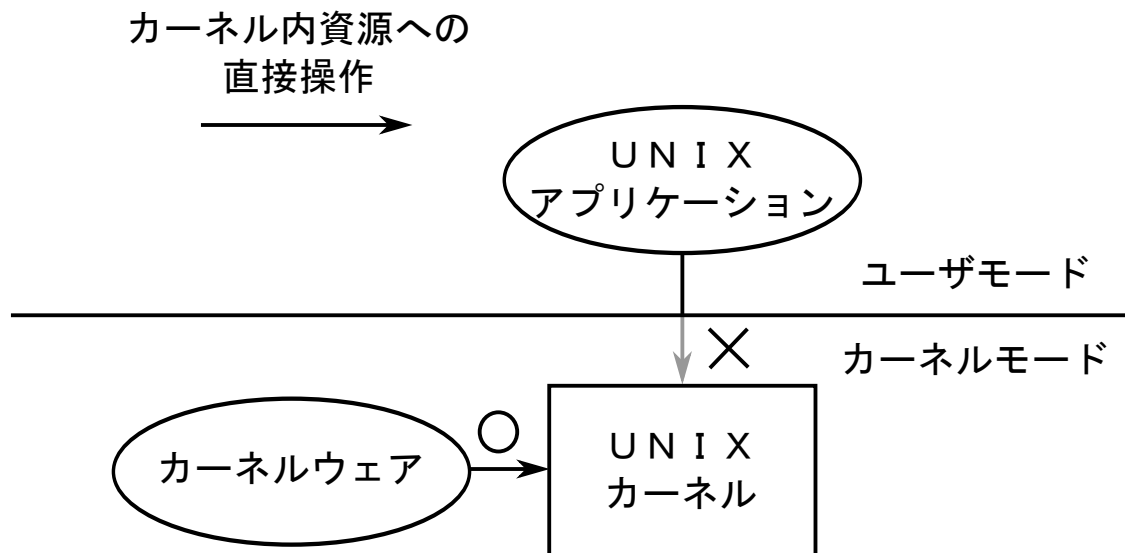 カーネル内資源への
直接操作
ＵＮＩＸ
アプリケーション
ユーザモード
カーネルモード
カーネルウェア
ＵＮＩＸ
カーネル